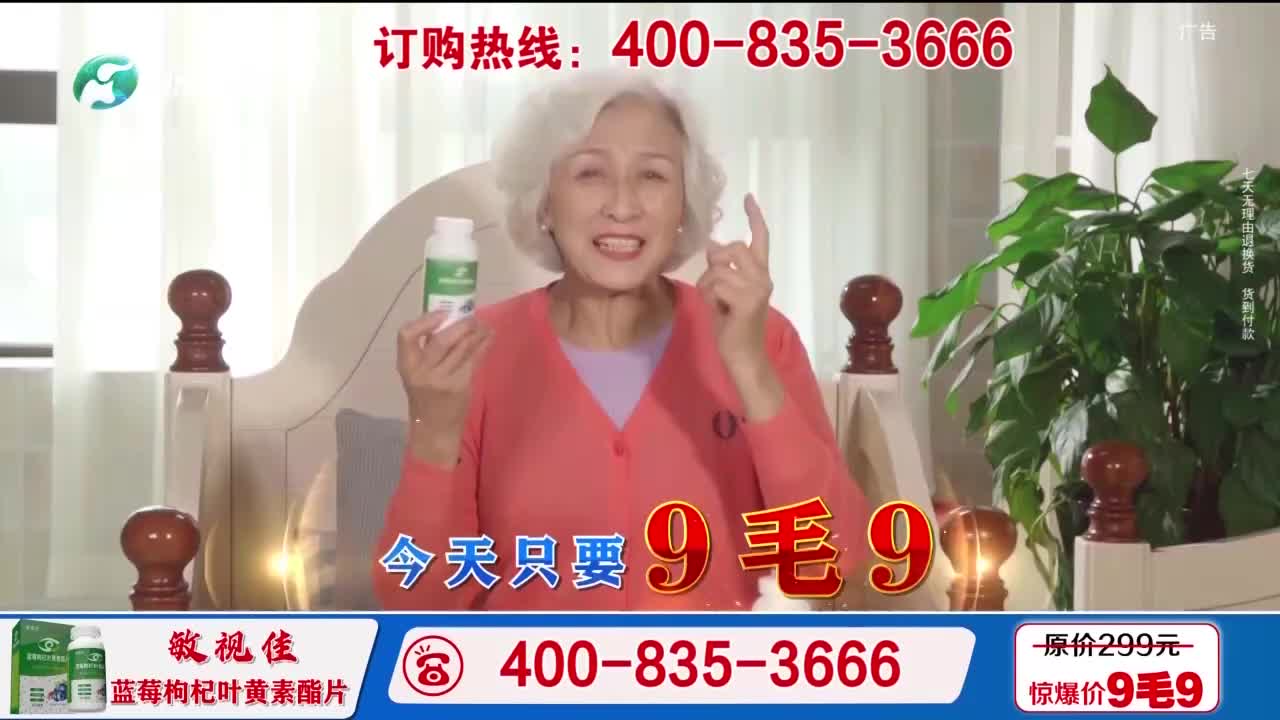 订购热线：400-835-3666
广告
七天无理由退换货 货到付款
今天只要9毛9
敏视佳
蓝莓枸杞叶黄素酯片
400-835-3666
原价299元
惊爆价9毛9